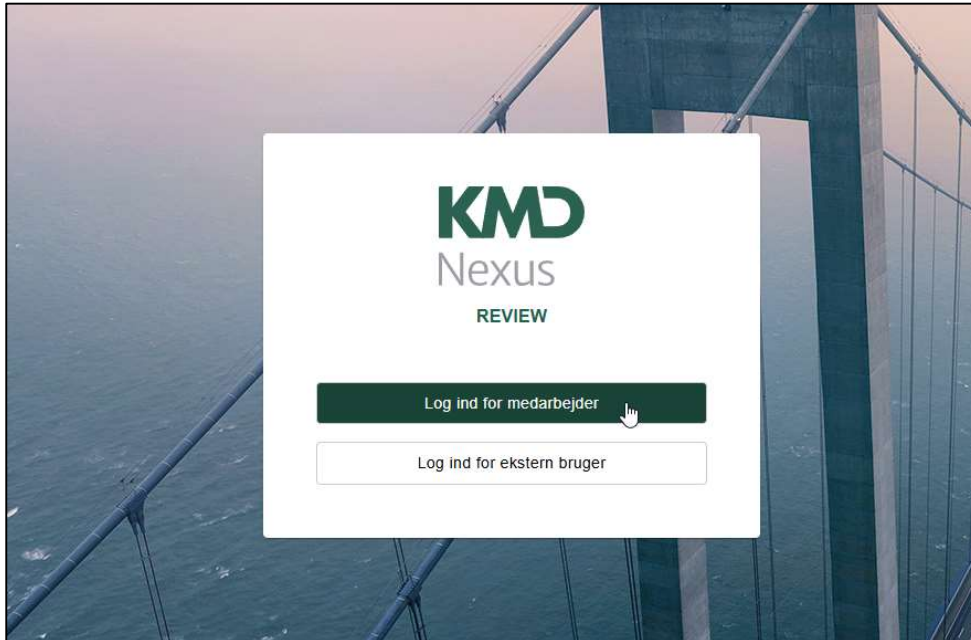 KMD
Nexus
REVIEW
Log ind for medarbejder
Log ind for ekstern bruger